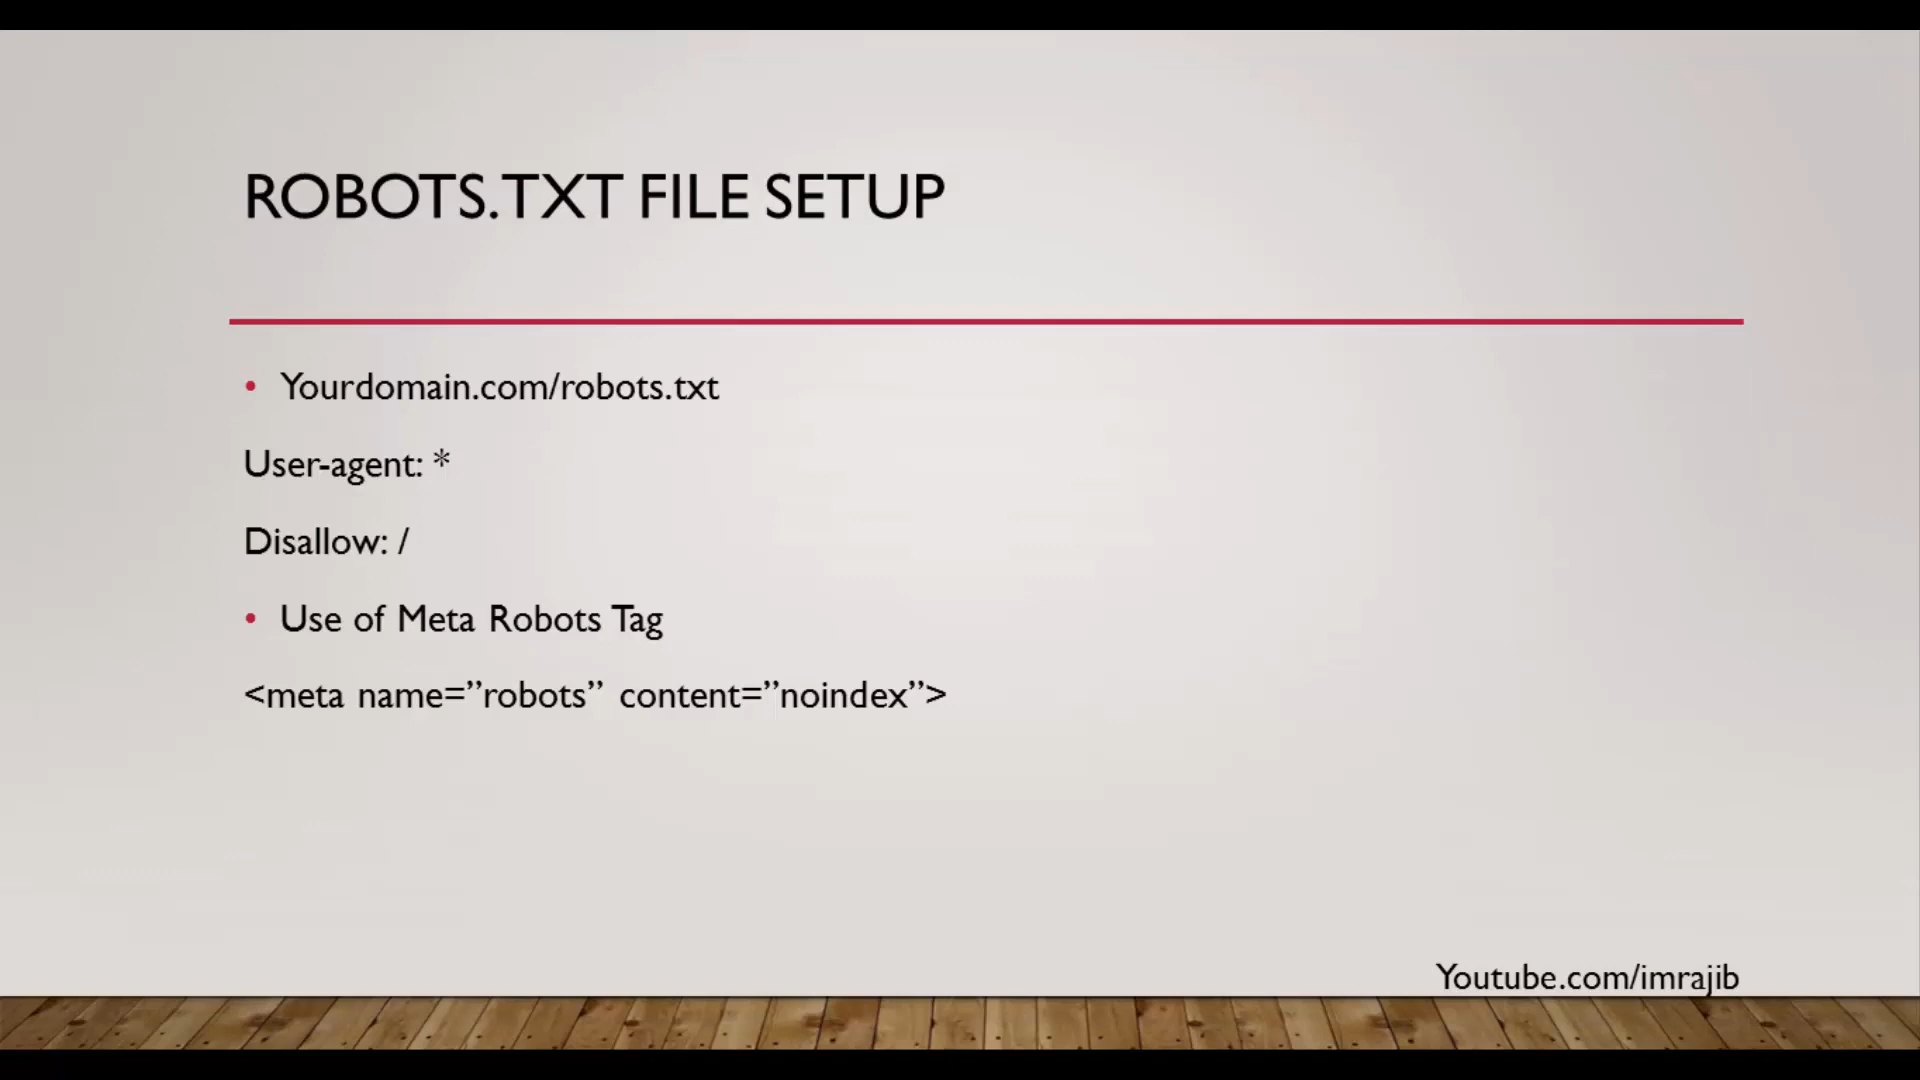 ROBOTS.TXT FILE SETUP
• Yourdomain.com/robots.txt
User-agent: *
Disallow: /
• Use of Meta Robots Tag
<meta name=”robots” content=”noindex”>
Youtube.com/imrajib